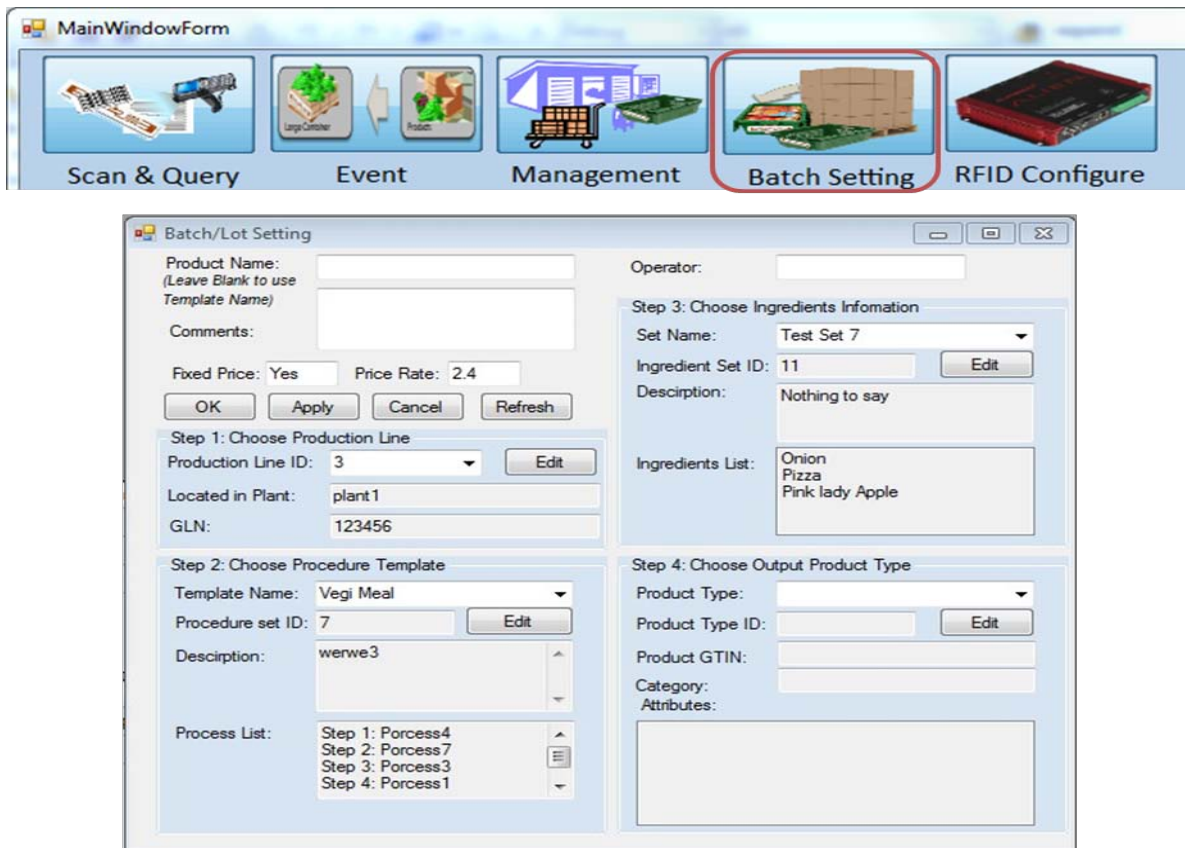 MainWindowForm
Large Container
Products
Scan & Query
Event
Management
Batch Setting
RFID Configure
Batch/Lot Setting
Product Name:
(Leave Blank to use
Template Name)
Comments:
Fixed Price: Yes Price Rate: 2.4
OK Apply Cancel Refresh
Step 1: Choose Production Line
Production Line ID: 3 Edit
Located in Plant: plant1
GLN: 123456
Step 2: Choose Procedure Template
Template Name: Vegi Meal
Procedure set ID: 7 Edit
Descirption: werwe3
Process List: Step 1: Porcess4
Step 2: Porcess7
Step 3: Porcess3
Step 4: Porcess1
Operator:
Step 3: Choose Ingredients Infomation
Set Name: Test Set 7
Ingredient Set ID: 11 Edit
Descirption: Nothing to say
Ingredients List: Onion
Pizza
Pink lady Apple
Step 4: Choose Output Product Type
Product Type:
Product Type ID: Edit
Product GTIN:
Category:
Attributes: